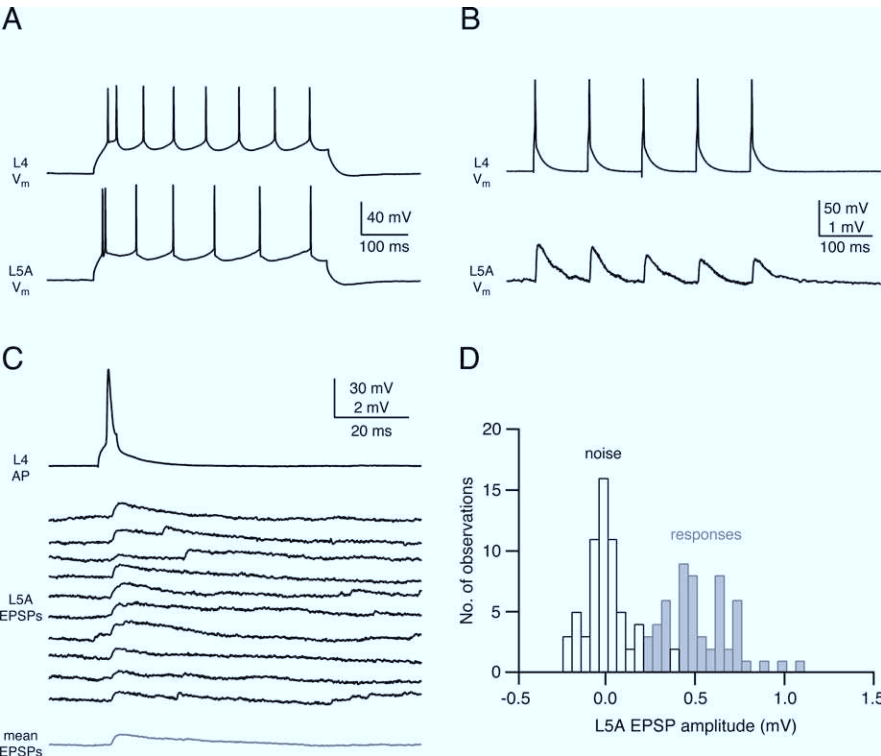 A
L4
Vm
L5A
Vm
40 mV
100 ms
B
L4
Vm
L5A
Vm
50 mV
1 mV
100 ms
C
L4
AP
30 mV
2 mV
20 ms
L5A
EPSPs
mean
EPSPs
D
No. of observations
20
15
10
5
0
noise
responses
-0.5
0.0
0.5
1.0
1.5
L5A EPSP amplitude (mV)